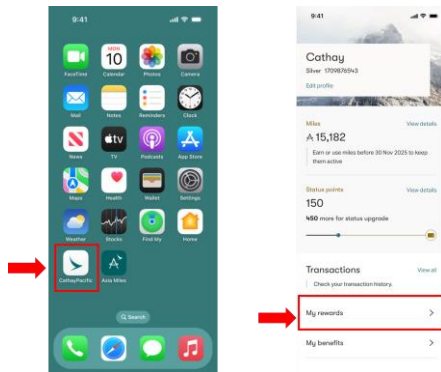 9:41
MON
10
FaceTime
Calendar
Photos
Camera
Mail
Notes
Reminders
Clock
tv
News
TV
Podcasts
App Store
Maps
Health
Wallet
Settings
Weather
Stocks
Find My
Home
CathayPacific
Asia Miles
Search
9:41
Cathay
Silver 1709876543
Edit profile
Miles
View details
15,182
Earn or use miles before 30 Nov 2025 to keep
them active
Status points
View details
150
450 more for status upgrade
Transactions
View all
Check your transaction history.
My rewards
My benefits